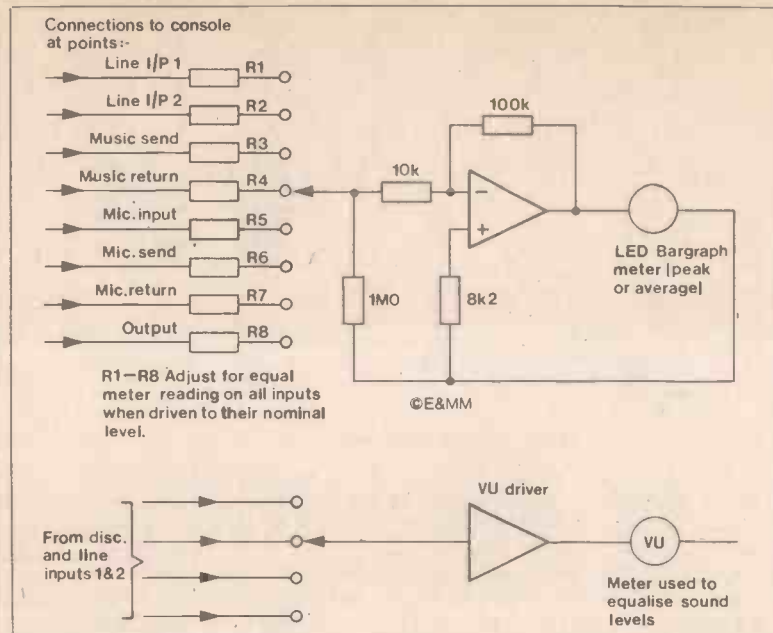 Connections to console
at points:-
Line I/P 1
R1
Line I/P 2
R2
Music send
R3
Music return
R4
Mic. input
R5
Mic. send
R6
Mic. return
R7
Output
R8
100k
10k
−
+
1M0
8k2
LED Bargraph
meter |peak
or average|
R1—R8 Adjust for equal
meter reading on all inputs
when driven to their nominal
level.
©E&MM
VU driver
From disc.
and line
inputs 1&2
VU
Meter used to
equalise sound
levels